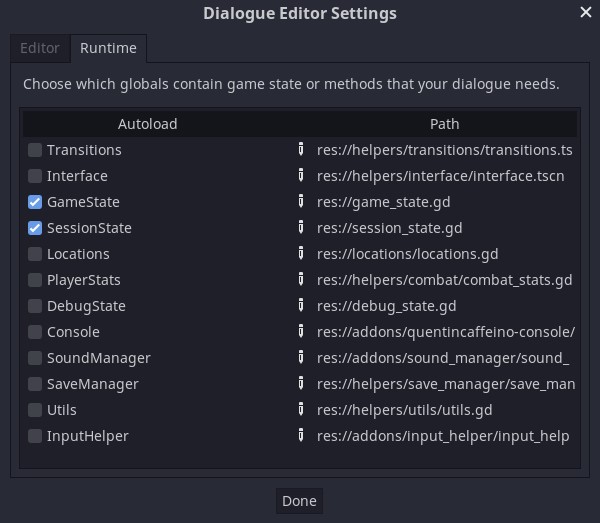 Dialogue Editor Settings
Editor Runtime
Choose which globals contain game state or methods that your dialogue needs.
Autoload Path
Transitions res://helpers/transitions/transitions.ts
Interface res://helpers/interface/interface.tscn
GameState res://game_state.gd
SessionState res://session_state.gd
Locations res://locations/locations.gd
PlayerStats res://helpers/combat/combat_stats.gd
DebugState res://debug_state.gd
Console res://addons/quentincaffeino-console/
SoundManager res://addons/sound_manager/sound_
SaveManager res://helpers/save_manager/save_man
Utils res://helpers/utils/utils.gd
InputHelper res://addons/input_helper/input_help
Done